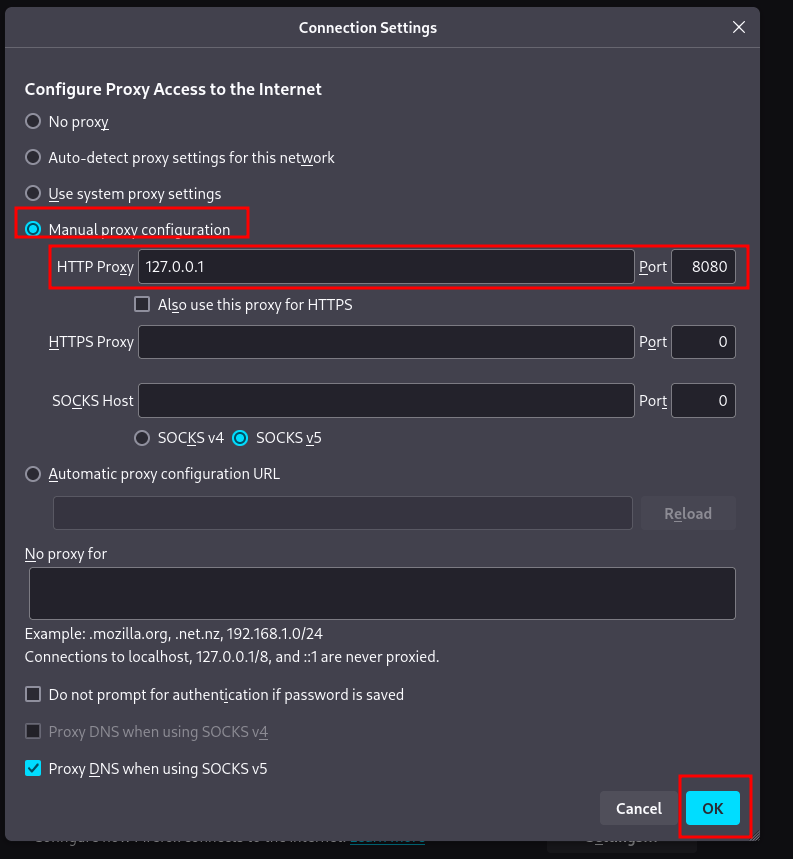 Connection Settings
Configure Proxy Access to the Internet
No proxy
Auto-detect proxy settings for this network
Use system proxy settings
Manual proxy configuration
HTTP Proxy 127.0.0.1 Port 8080
Also use this proxy for HTTPS
HTTPS Proxy Port 0
SOCKS Host Port 0
SOCKS v4 SOCKS v5
Automatic proxy configuration URL
Reload
No proxy for
Example: .mozilla.org, .net.nz, 192.168.1.0/24
Connections to localhost, 127.0.0.1/8, and ::1 are never proxied.
Do not prompt for authentication if password is saved
Proxy DNS when using SOCKS v4
Proxy DNS when using SOCKS v5
Cancel OK